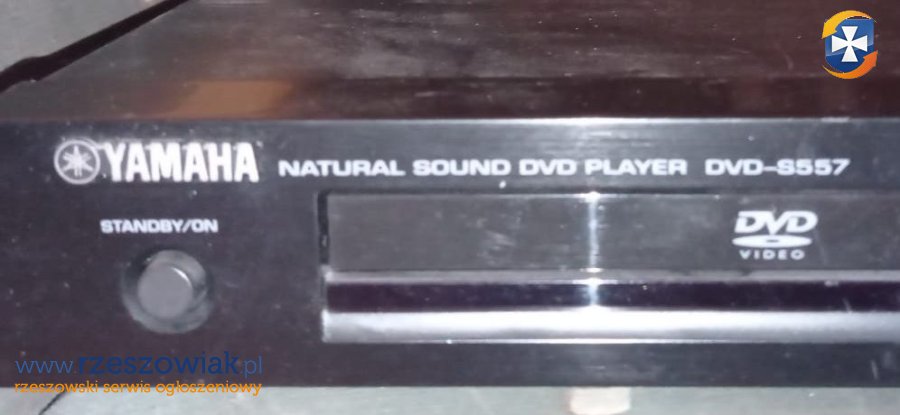 YAMAHA NATURAL SOUND DVD PLAYER DVD-S557
STANDBY/ON
DVD
VIDEO
www.rzeszowiak.pl
rzeszowski serwis ogłoszeniowy